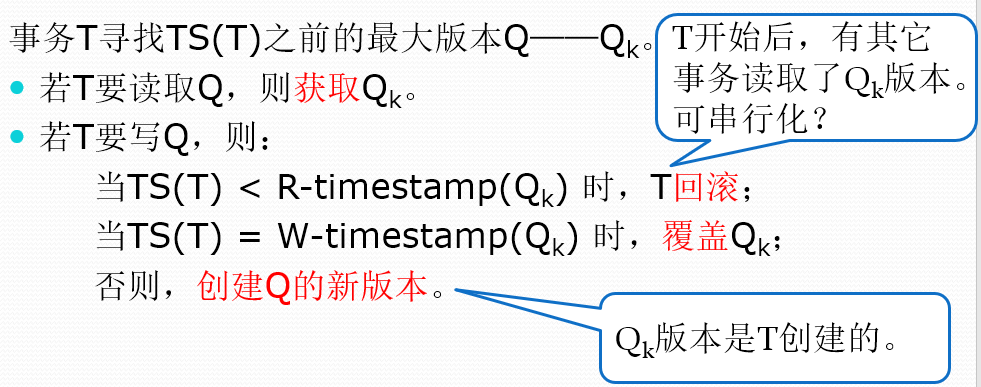 事务T寻找TS(T)之前的最大版本Q——Qk。
T开始后，有其它
事务读取了Qk版本。
可串行化？
• 若T要读取Q，则获取Qk。
• 若T要写Q，则：
当TS(T) < R-timestamp(Qk) 时，T回滚；
当TS(T) = W-timestamp(Qk) 时，覆盖Qk；
否则，创建Q的新版本。
Qk版本是T创建的。